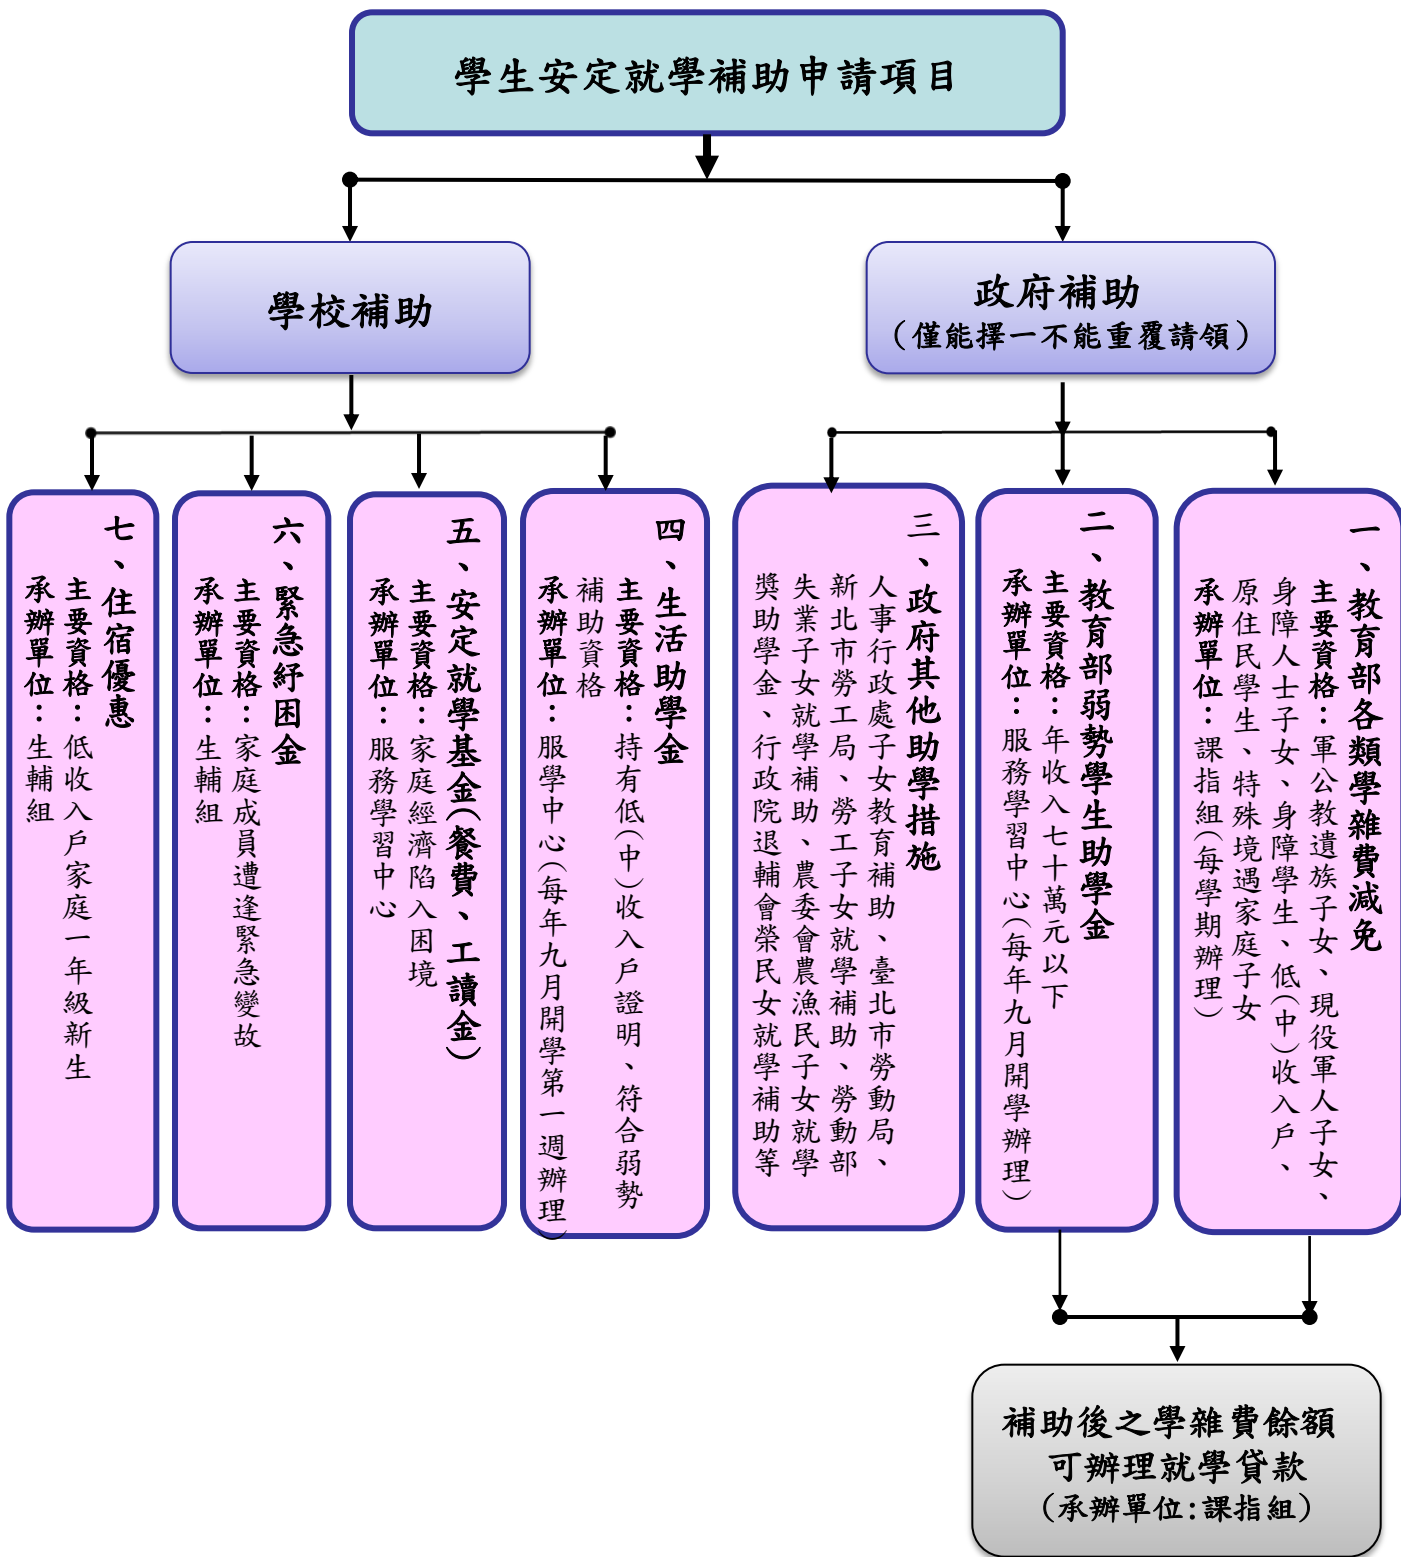 學生安定就學補助申請項目
學校補助
政府補助
（僅能擇一不能重覆請領）
一、教育部各類學雜費減免
主要資格：軍公教遺族子女、現役軍人子女、
身障人士子女、身障學生、低(中)收入戶、
原住民學生、特殊境遇家庭子女
承辦單位：課指組(每學期辦理)
二、教育部弱勢學生助學金
主要資格：年收入七十萬元以下
承辦單位：服務學習中心(每年九月開學辦理)
三、政府其他助學措施
人事行政處子女教育補助、臺北市勞動局、
新北市勞工局、勞工子女就學補助、勞動部
失業子女就學補助、農委會農漁民子女就學
獎助學金、行政院退輔會榮民女就學補助等
四、生活助學金
主要資格：持有低(中)收入戶證明、符合弱勢
補助資格
承辦單位：服學中心(每年九月開學第一週辦理)
五、安定就學基金(餐費、工讀金)
主要資格：家庭經濟陷入困境
承辦單位：服務學習中心
六、緊急紓困金
主要資格：家庭成員遭逢緊急變故
承辦單位：生輔組
七、住宿優惠
主要資格：低收入戶家庭一年級新生
承辦單位：生輔組
補助後之學雜費餘額
可辦理就學貸款
（承辦單位:課指組）